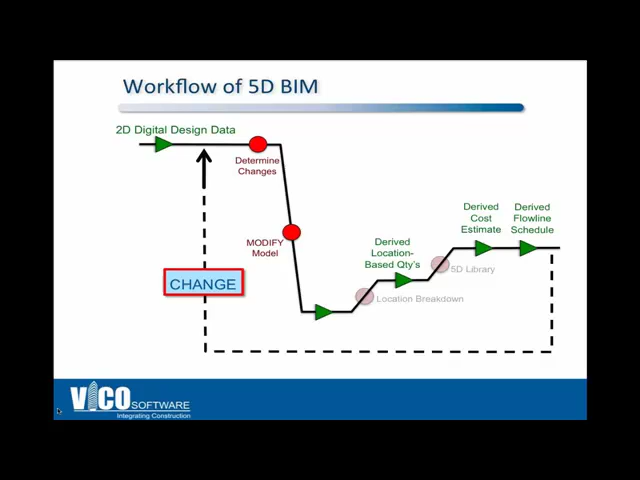 Workflow of 5D BIM
2D Digital Design Data
Determine
Changes
MODIFY
Model
CHANGE
Derived
Location-
Based Qty's
Location Breakdown
5D Library
Derived
Cost
Estimate
Derived
Flowline
Schedule
VICO SOFTWARE
Integrating Construction